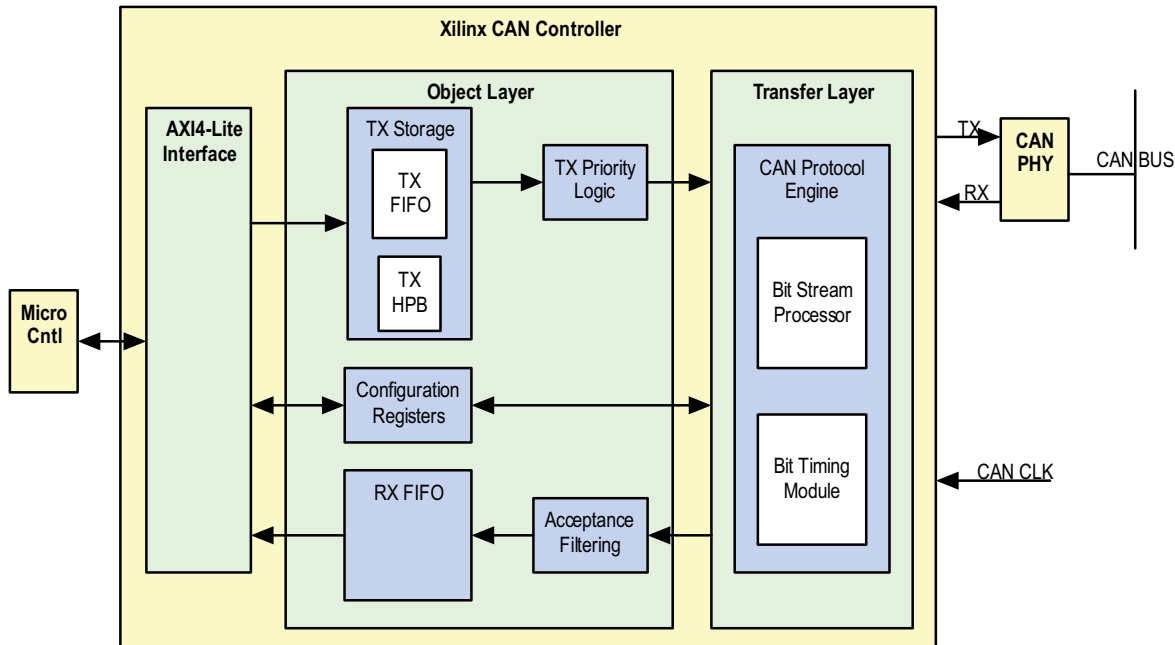 Xilinx CAN Controller
Object Layer
Transfer Layer
AXI4-Lite
Interface
TX Storage
TX
FIFO
TX
HPB
TX Priority
Logic
CAN Protocol
Engine
Bit Stream
Processor
Bit Timing
Module
TX
RX
CAN
PHY
CAN BUS
Micro
Cntl
Configuration
Registers
RX FIFO
Acceptance
Filtering
CAN CLK